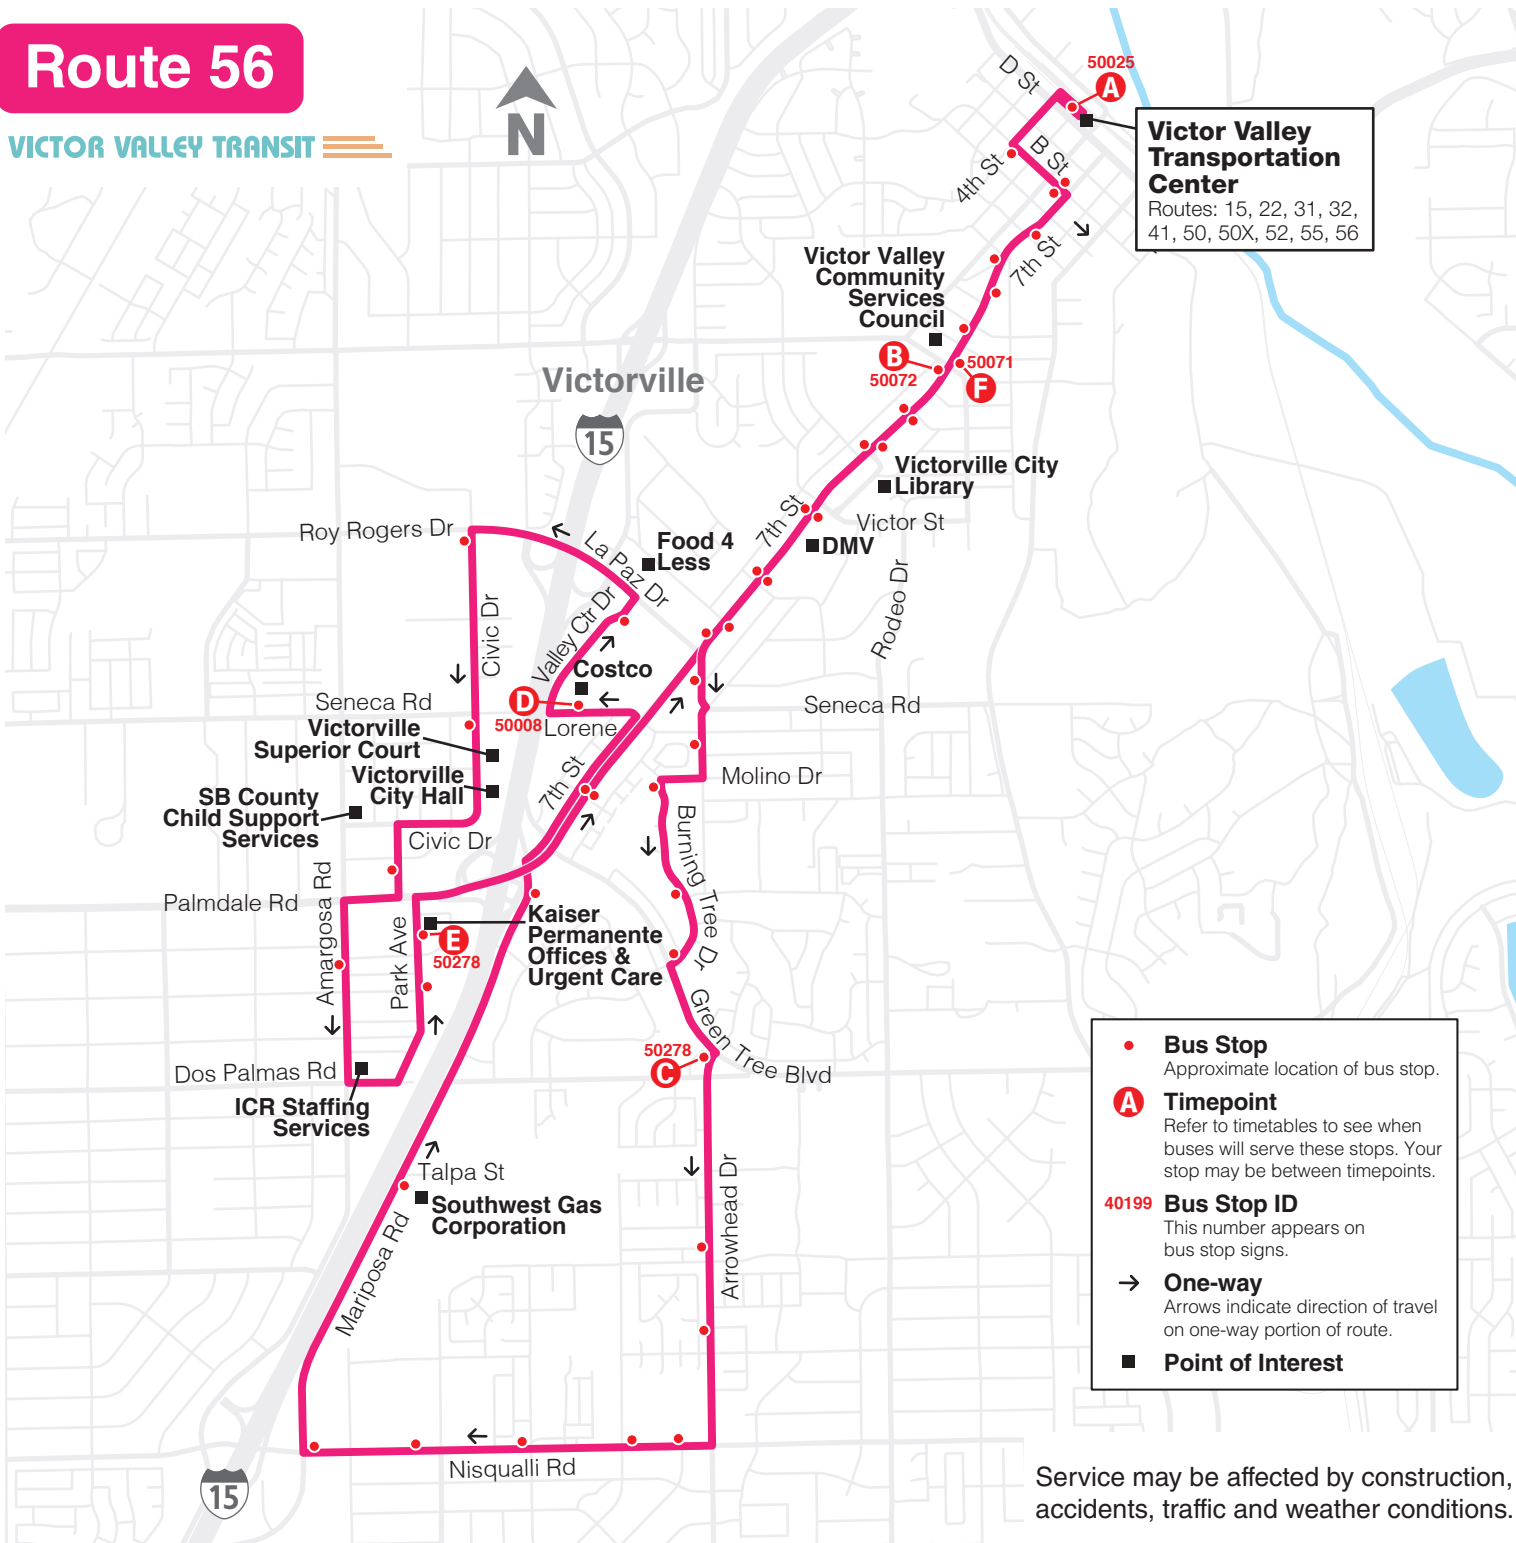 Route 56
VICTOR VALLEY TRANSIT
N
D St
50025
A
Victor Valley
Transportation
Center
Routes: 15, 22, 31, 32,
41, 50, 50X, 52, 55, 56
B St
4th St
7th St
Victor Valley
Community
Services
Council
B
50072
50071
F
Victorville
15
Victorville City
Library
7th St
Victor St
DMV
Rodeo Dr
Roy Rogers Dr
La Paz Dr
Food 4
Less
Civic Dr
Valley Ctr Dr
Costco
D
50008
Lorene
Seneca Rd
Seneca Rd
Victorville
Superior Court
Victorville
City Hall
SB County
Child Support
Services
7th St
Molino Dr
Civic Dr
Burning Tree Dr
Palmdale Rd
Amargosa Rd
Park Ave
E
50278
Kaiser
Permanente
Offices &
Urgent Care
Green Tree Blvd
50278
C
Dos Palmas Rd
ICR Staffing
Services
Talpa St
Southwest Gas
Corporation
Mariposa Rd
Arrowhead Dr
Nisqualli Rd
15
Bus Stop
Approximate location of bus stop.
A
Timepoint
Refer to timetables to see when
buses will serve these stops. Your
stop may be between timepoints.
40199 Bus Stop ID
This number appears on
bus stop signs.
One-way
Arrows indicate direction of travel
on one-way portion of route.
Point of Interest
Service may be affected by construction,
accidents, traffic and weather conditions.